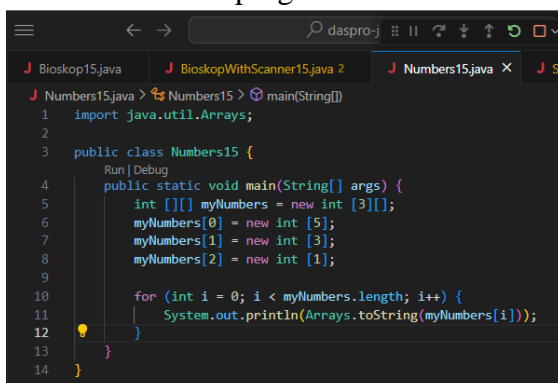 daspro-j
J Bioskop15.java J BioskopWithScanner15.java 2 J Numbers15.java X J S
J Numbers15.java > Numbers15 > main(String[])
1 import java.util.Arrays;
2
3 public class Numbers15 {
Run | Debug
4 public static void main(String[] args) {
5 int [][] myNumbers = new int [3][];
6 myNumbers[0] = new int [5];
7 myNumbers[1] = new int [3];
8 myNumbers[2] = new int [1];
9
10 for (int i = 0; i < myNumbers.length; i++) {
11 System.out.println(Arrays.toString(myNumbers[i]));
12 }
13 }
14 }